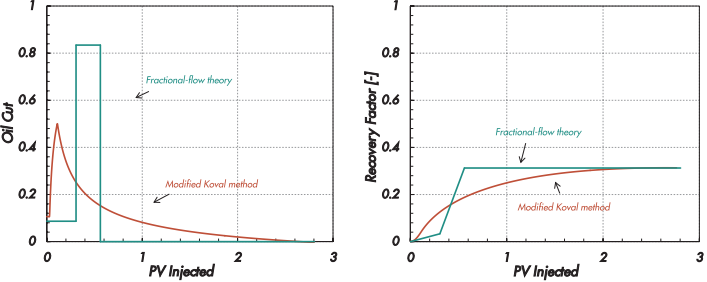 1
0.8
0.6
0.4
0.2
0
0
1
2
3
Oil Cut
PV Injected
Fractional-flow theory
Modified Koval method
1
0.8
0.6
0.4
0.2
0
0
1
2
3
Recovery Factor [-]
PV Injected
Fractional-flow theory
Modified Koval method